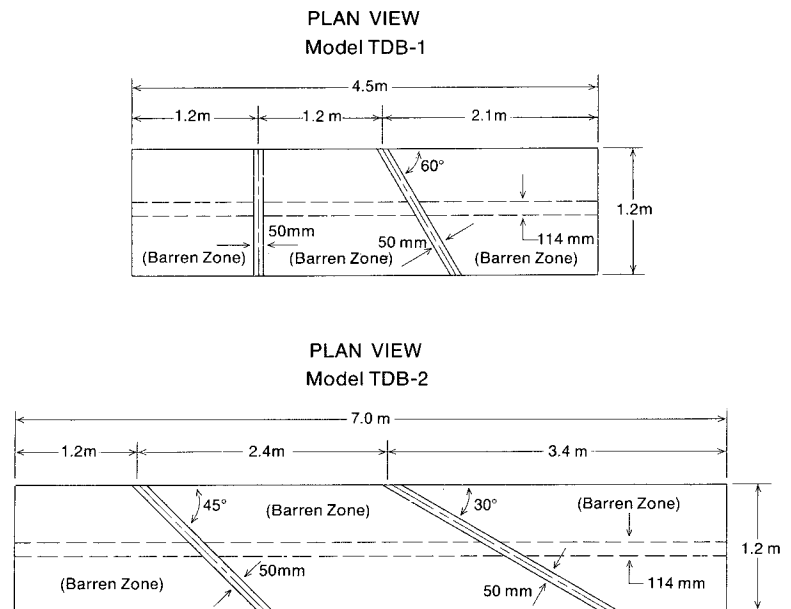 PLAN VIEW
Model TDB-1
4.5m
1.2m
1.2 m
2.1m
60°
1.2m
50mm
50 mm
114 mm
(Barren Zone)
(Barren Zone)
(Barren Zone)
PLAN VIEW
Model TDB-2
7.0 m
1.2m
2.4m
3.4 m
45°
30°
(Barren Zone)
(Barren Zone)
1.2 m
50mm
(Barren Zone)
50 mm
114 mm